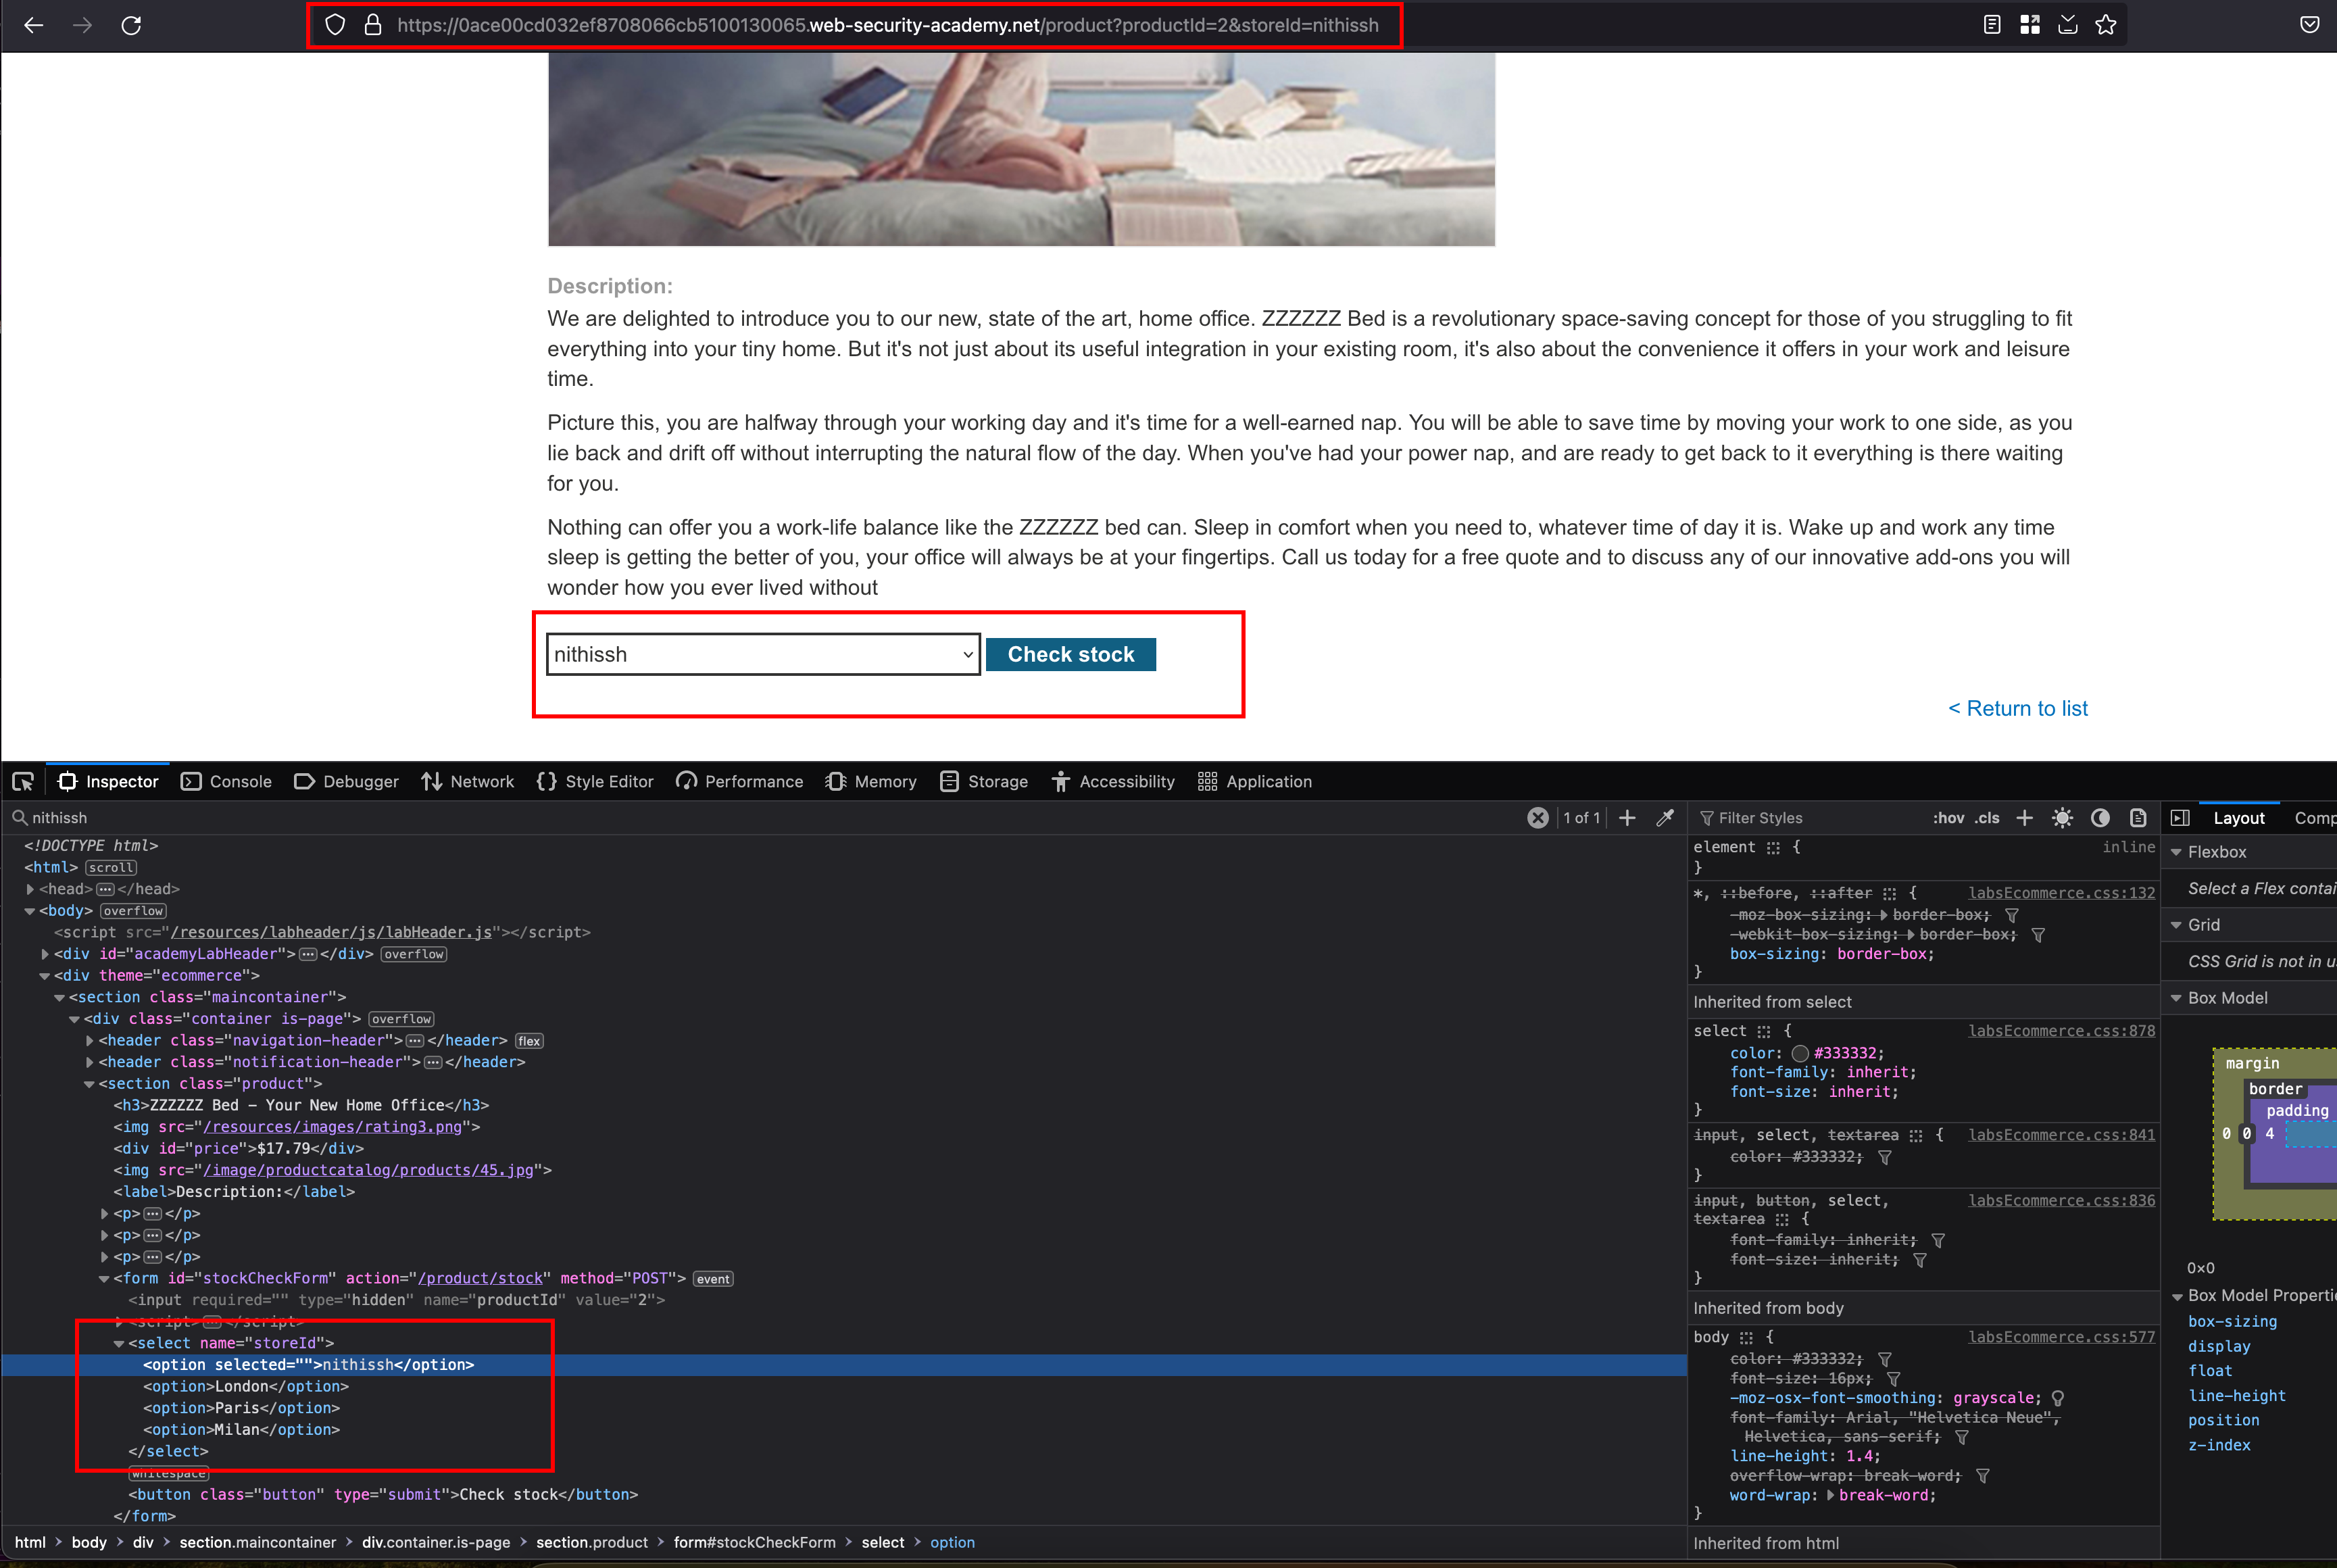 https://0ace00cd032ef8708066cb5100130065.web-security-academy.net/product?productId=2&storeId=nithissh
Description:
We are delighted to introduce you to our new, state of the art, home office. ZZZZZZ Bed is a revolutionary space-saving concept for those of you struggling to fit
everything into your tiny home. But it's not just about its useful integration in your existing room, it's also about the convenience it offers in your work and leisure
time.
Picture this, you are halfway through your working day and it's time for a well-earned nap. You will be able to save time by moving your work to one side, as you
lie back and drift off without interrupting the natural flow of the day. When you've had your power nap, and are ready to get back to it everything is there waiting
for you.
Nothing can offer you a work-life balance like the ZZZZZZ bed can. Sleep in comfort when you need to, whatever time of day it is. Wake up and work any time
sleep is getting the better of you, your office will always be at your fingertips. Call us today for a free quote and to discuss any of our innovative add-ons you will
wonder how you ever lived without
nithissh Check stock
< Return to list
Inspector Console Debugger Network {} Style Editor Performance Memory Storage Accessibility Application
nithissh 1 of 1 +
<!DOCTYPE html>
<html> scroll
<head>…</head>
<body> overflow
<script src="/resources/labheader/js/labHeader.js"></script>
<div id="academyLabHeader">…</div> overflow
<div theme="ecommerce">
<section class="maincontainer">
<div class="container is-page"> overflow
<header class="navigation-header">…</header> flex
<header class="notification-header">…</header>
<section class="product">
<h3>ZZZZZZ Bed – Your New Home Office</h3>
<img src="/resources/images/rating3.png">
<div id="price">$17.79</div>
<img src="/image/productcatalog/products/45.jpg">
<label>Description:</label>
<p>…</p>
<p>…</p>
<p>…</p>
<form id="stockCheckForm" action="/product/stock" method="POST"> event
<input required="" type="hidden" name="productId" value="2">
<script>…</script>
<select name="storeId">
<option selected="">nithissh</option>
<option>London</option>
<option>Paris</option>
<option>Milan</option>
</select>
whitespace
<button class="button" type="submit">Check stock</button>
</form>
html > body > div > section.maincontainer > div.container.is-page > section.product > form#stockCheckForm > select > option
Filter Styles :hov .cls +
element { inline
}
*, ::before, ::after { labsEcommerce.css:132
-moz-box-sizing: border-box;
-webkit-box-sizing: border-box;
box-sizing: border-box;
}
Inherited from select
select { labsEcommerce.css:878
color: #333332;
font-family: inherit;
font-size: inherit;
}
input, select, textarea { labsEcommerce.css:841
color: #333332;
}
input, button, select, labsEcommerce.css:836
textarea {
font-family: inherit;
font-size: inherit;
}
Inherited from body
body { labsEcommerce.css:577
color: #333332;
font-size: 16px;
-moz-osx-font-smoothing: grayscale;
font-family: Arial, "Helvetica Neue",
Helvetica, sans-serif;
line-height: 1.4;
overflow-wrap: break-word;
word-wrap: break-word;
}
Inherited from html
Layout Comp
Flexbox
Select a Flex contai
Grid
CSS Grid is not in u
Box Model
margin
border
padding
0 0 4
0×0
Box Model Properti
box-sizing
display
float
line-height
position
z-index